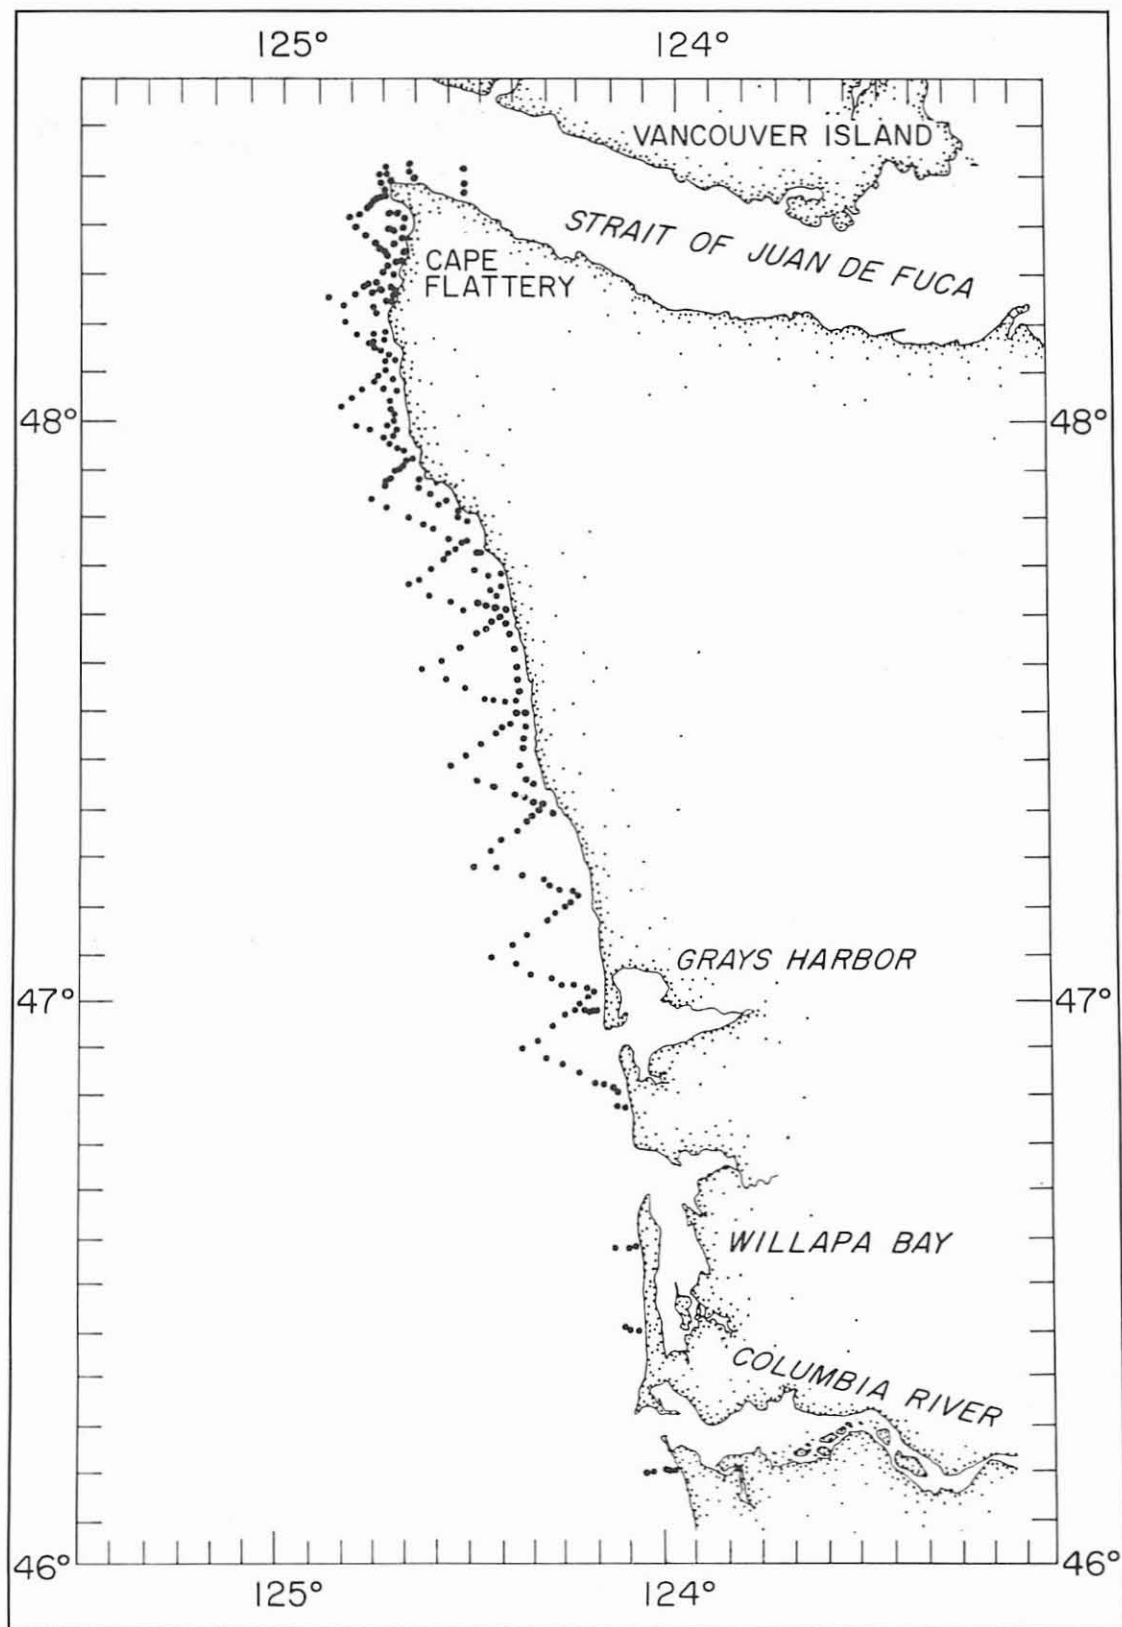 125° 124°
VANCOUVER ISLAND
STRAIT OF JUAN DE FUCA
CAPE
FLATTERY
48° 48°
GRAYS HARBOR
47° 47°
WILLAPA BAY
COLUMBIA RIVER
46° 46°
125° 124°